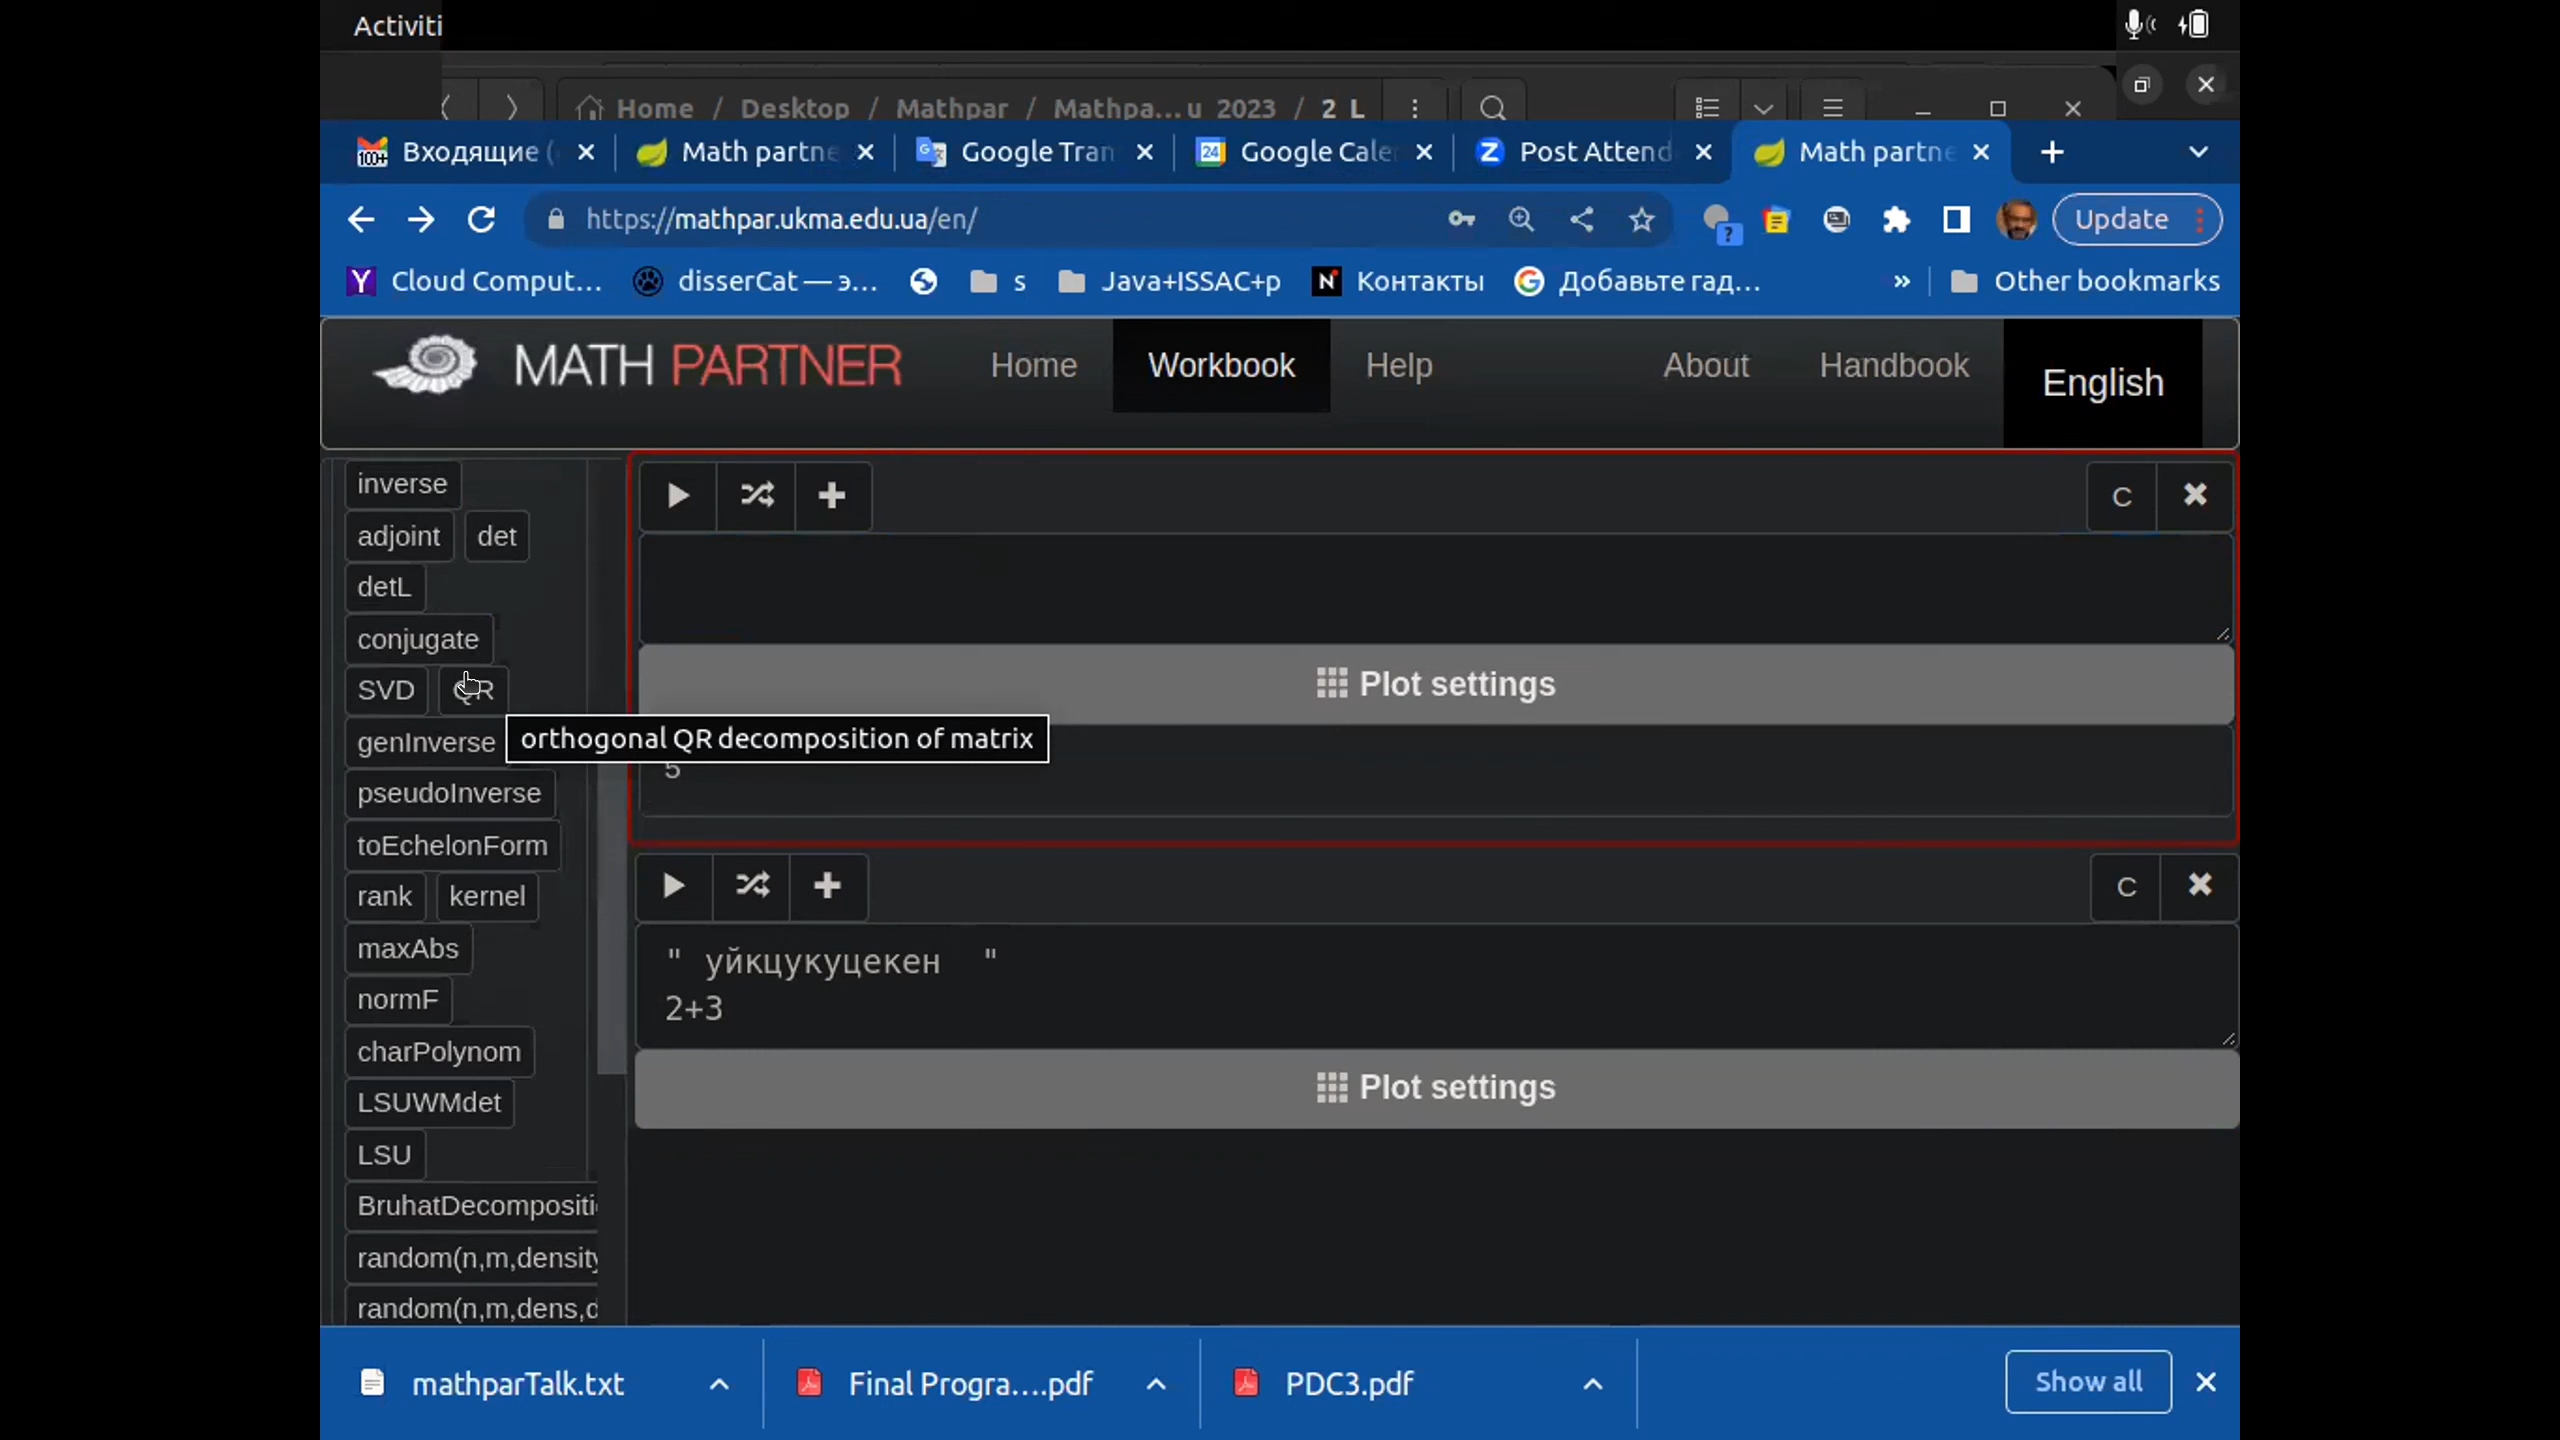 Activiti
Home / Desktop / Mathpar / Mathpa...u 2023 / 2 L
Входящие ( Math partne Google Tran 24 Google Cale Z Post Attend Math partne
100+
https://mathpar.ukma.edu.ua/en/ Update
Cloud Comput... disserCat — э... s Java+ISSAC+p Контакты Добавьте гад... » Other bookmarks
MATH PARTNER Home Workbook Help About Handbook English
inverse
adjoint det
detL
conjugate
SVD QR
genInverse
orthogonal QR decomposition of matrix
pseudoInverse
toEchelonForm
rank kernel
maxAbs
normF
charPolynom
LSUWMdet
LSU
BruhatDecompositi
random(n,m,density
random(n,m,dens,d
C
Plot settings
5
C
" уйкцукуцекен "
2+3
Plot settings
mathparTalk.txt Final Progra....pdf PDC3.pdf Show all